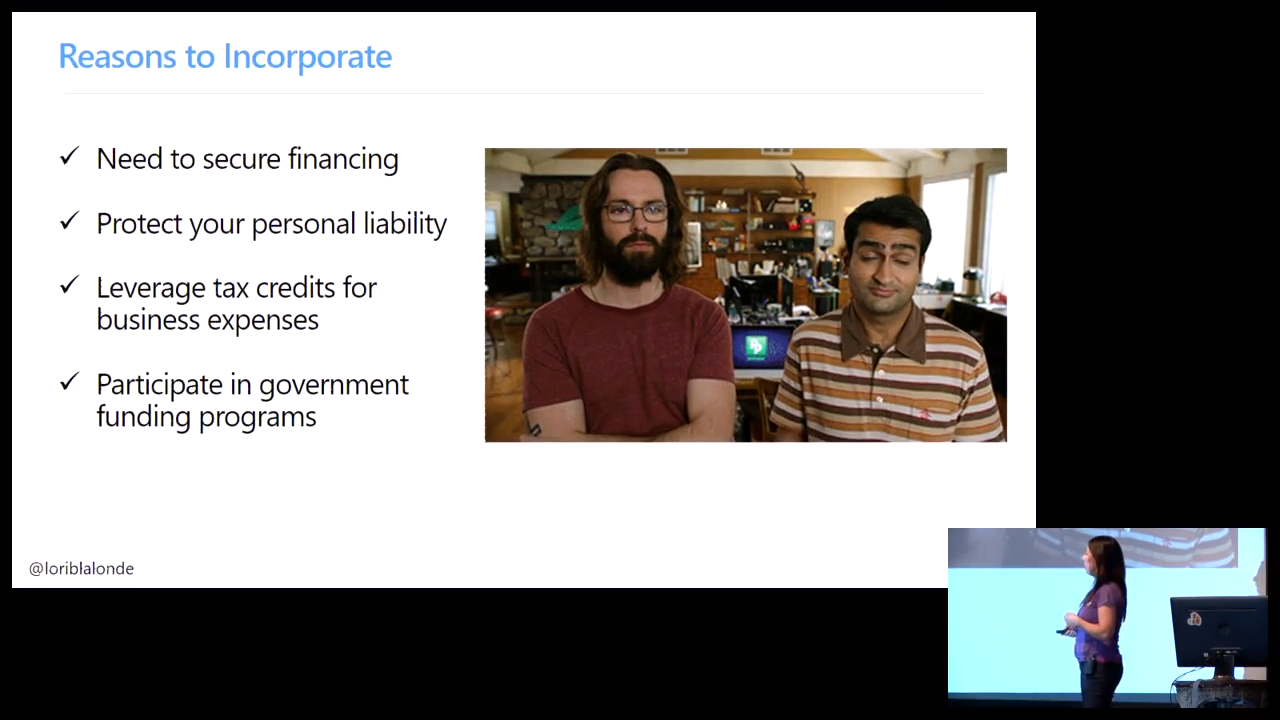 Reasons to Incorporate
✓ Need to secure financing
✓ Protect your personal liability
✓ Leverage tax credits for
business expenses
✓ Participate in government
funding programs
@loriblalonde